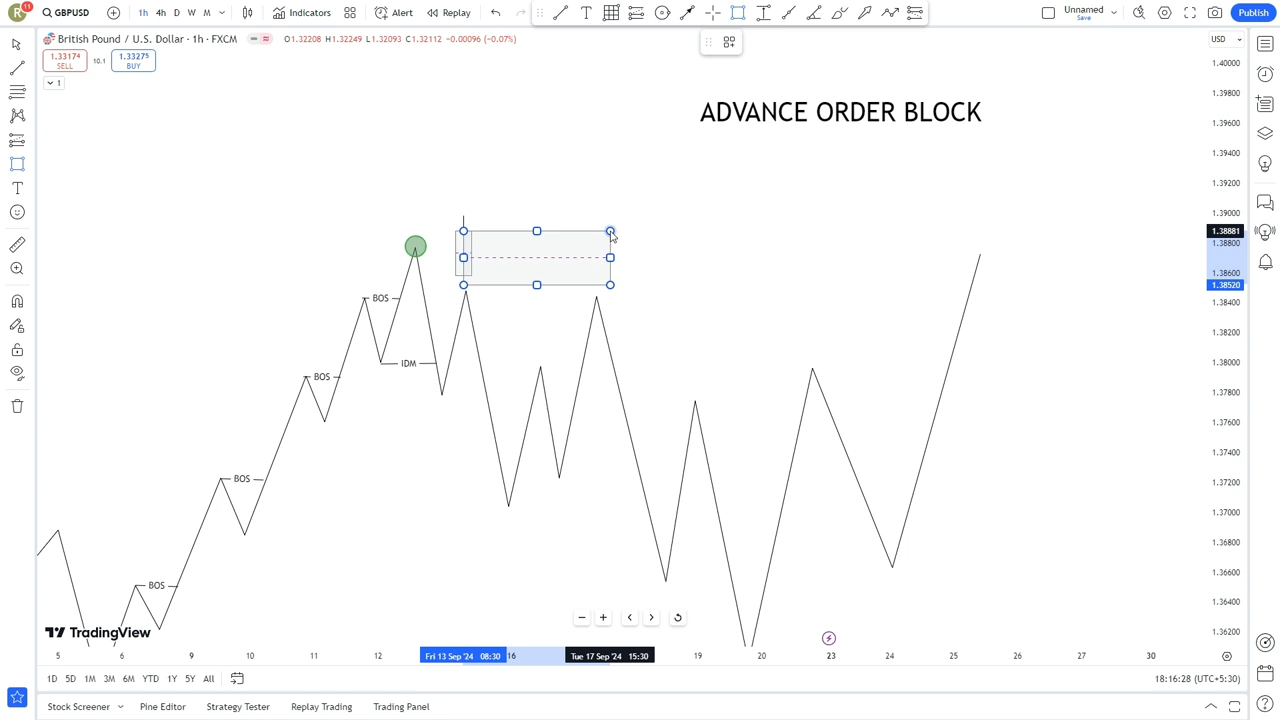 R 11 GBPUSD 1h 4h D W M Indicators Alert Replay Unnamed Save Publish
British Pound / U.S. Dollar · 1h · FXCM O1.32208 H1.32249 L1.32093 C1.32112 −0.00096 (−0.07%) USD
1.33174 SELL 10.1 1.33275 BUY
1
ADVANCE ORDER BLOCK
1.40000
1.39800
1.39600
1.39400
1.39200
1.39000
1.38881
1.38800
1.38600
1.38520
1.38400
1.38200
1.38000
1.37800
1.37600
1.37400
1.37200
1.37000
1.36800
1.36600
1.36400
1.36200
BOS
IDM
BOS
BOS
BOS
TradingView
5 6 9 10 11 12 Fri 13 Sep '24 08:30 16 Tue 17 Sep '24 15:30 19 20 23 24 25 26 27 30
1D 5D 1M 3M 6M YTD 1Y 5Y All 18:16:28 (UTC+5:30)
Stock Screener Pine Editor Strategy Tester Replay Trading Trading Panel